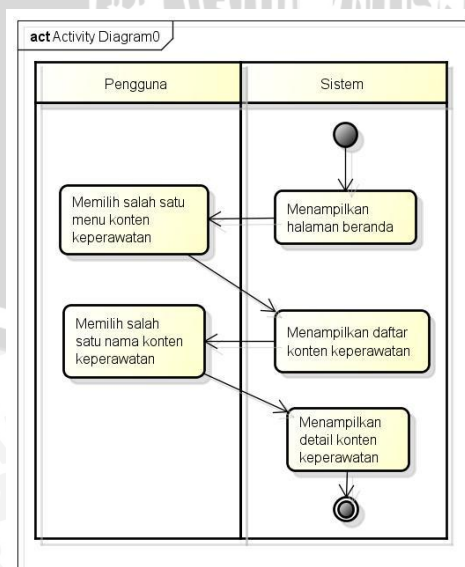 act Activity Diagram0
Pengguna
Sistem
Menampilkan
halaman beranda
Memilih salah satu
menu konten
keperawatan
Menampilkan daftar
konten keperawatan
Memilih salah
satu nama konten
keperawatan
Menampilkan
detail konten
keperawatan